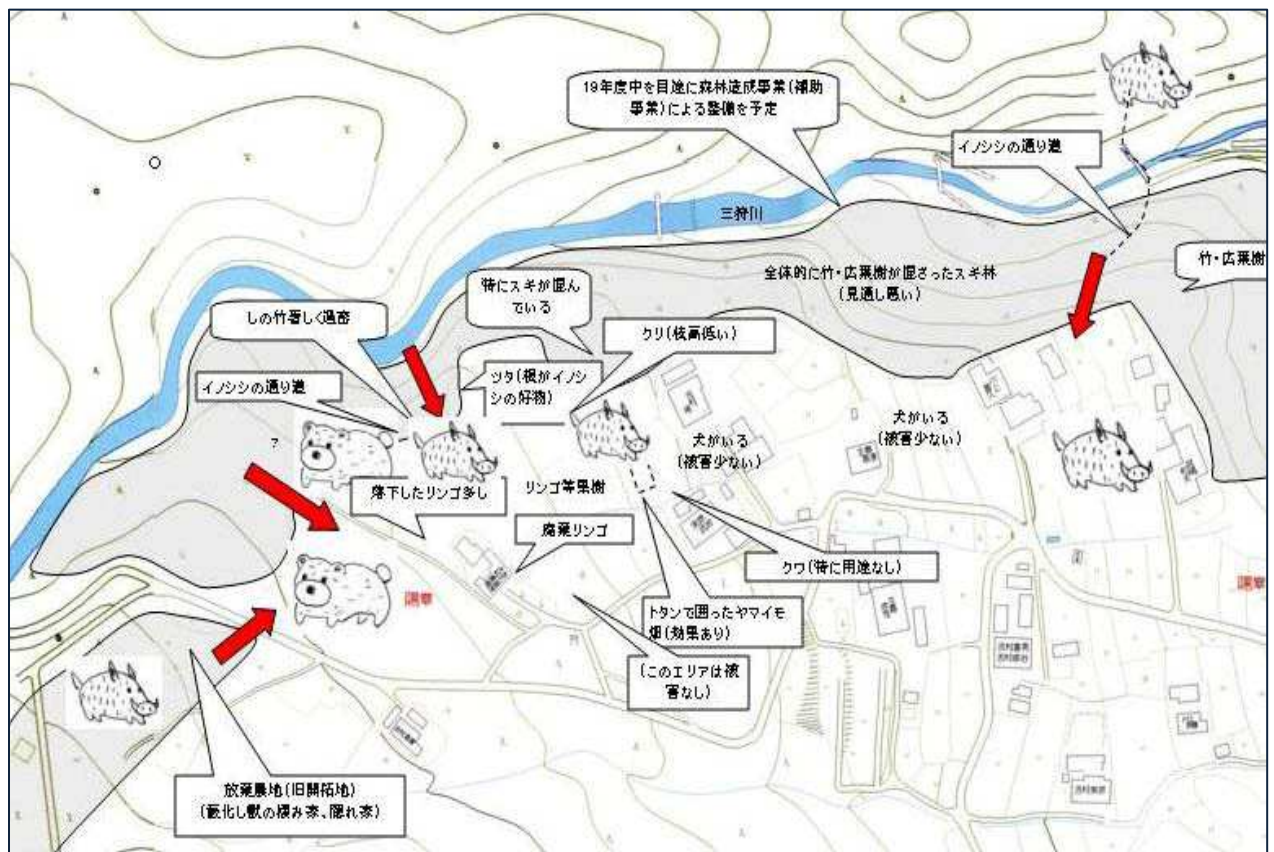 19年度中を目途に森林造成事業(補助
事業)による整備を予定
イノシシの通り道
三狩川
竹・広葉樹
全体的に竹・広葉樹が混ざったスギ林
(見通し悪い)
特にスギが混ん
でいる
しの竹著しく過密
クリ(枝高低い)
ツタ(根がイノシ
シの好物)
イノシシの通り道
?
犬がいる
(被害少ない)
犬がいる
(被害少ない)
落下したリンゴ多し
リンゴ等果樹
廃棄リンゴ
クワ(特に用途なし)
トタンで囲ったヤマイモ
畑(効果あり)
(このエリアは被
害なし)
放棄農地(旧開拓地)
(藪化し獣の棲み家、隠れ家)